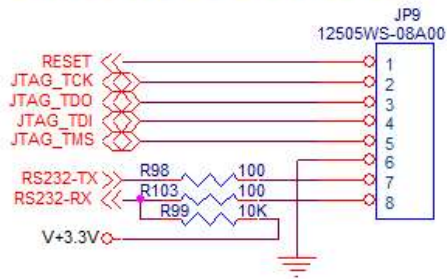 JP9
12505WS-08A00
RESET 1
JTAG_TCK 2
JTAG_TDO 3
JTAG_TDI 4
JTAG_TMS 5
6
RS232-TX R98 100 7
RS232-RX R103 100 8
R99 10K
V+3.3V